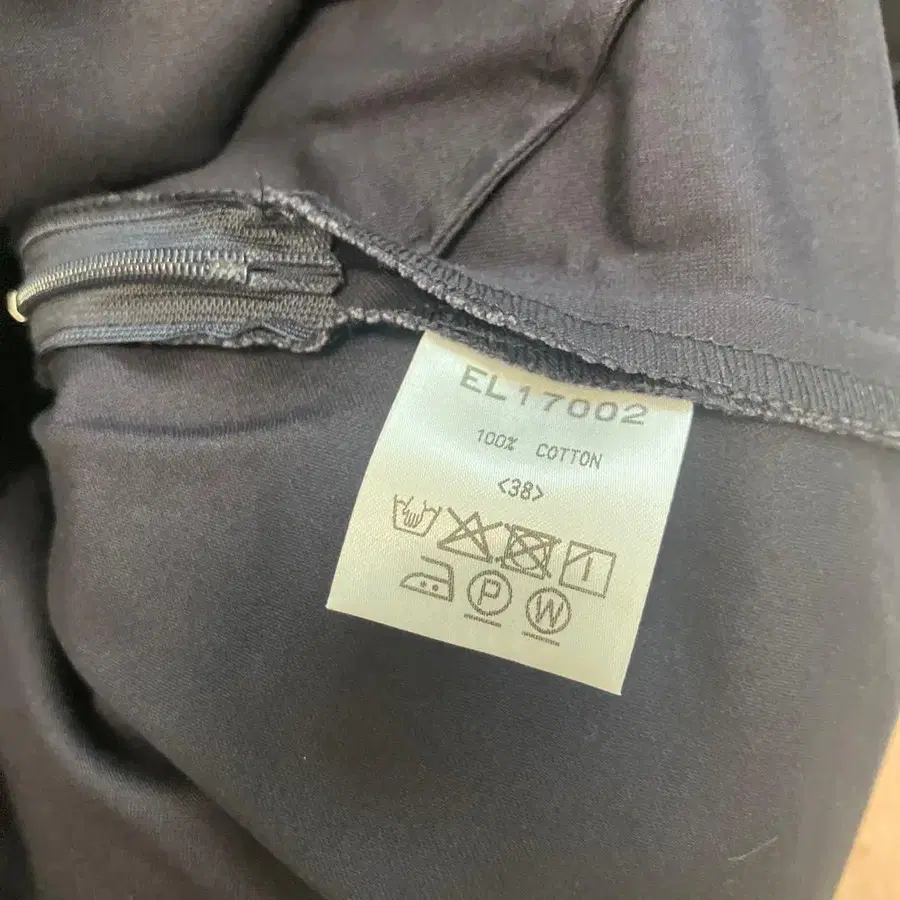 EL17002
100% COTTON
<38>
P W